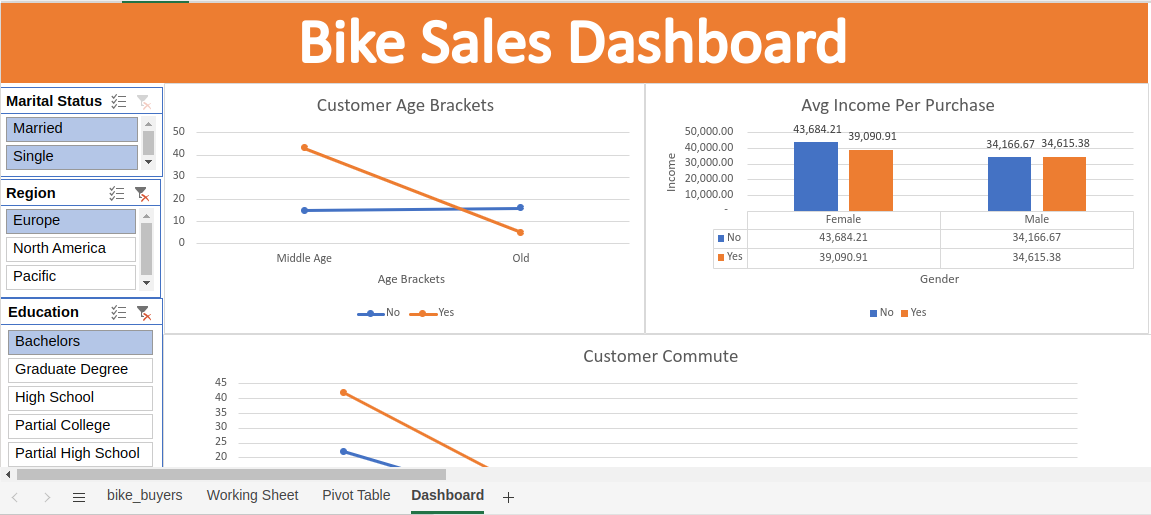 Bike Sales Dashboard
Marital Status
Married
Single
Region
Europe
North America
Pacific
Education
Bachelors
Graduate Degree
High School
Partial College
Partial High School
Customer Age Brackets
50
40
30
20
10
0
Middle Age Old
Age Brackets
No Yes
Avg Income Per Purchase
Income
50,000.00
40,000.00
30,000.00
20,000.00
10,000.00
-
43,684.21 39,090.91 34,166.67 34,615.38
Female Male
No 43,684.21 34,166.67
Yes 39,090.91 34,615.38
Gender
No Yes
Customer Commute
45
40
35
30
25
20
bike_buyers Working Sheet Pivot Table Dashboard +